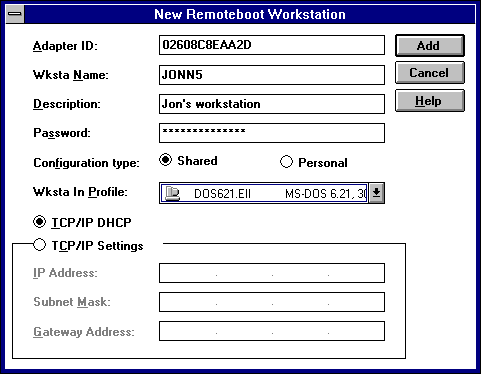 New Remoteboot Workstation
Adapter ID: 02608C8EAA2D Add
Wksta Name: JONN5 Cancel
Description: Jon's workstation Help
Password: **************
Configuration type: Shared Personal
Wksta In Profile: DOS621.Ell MS-DOS 6.21, 3
TCP/IP DHCP
TCP/IP Settings
IP Address: . . .
Subnet Mask: . . .
Gateway Address: . . .